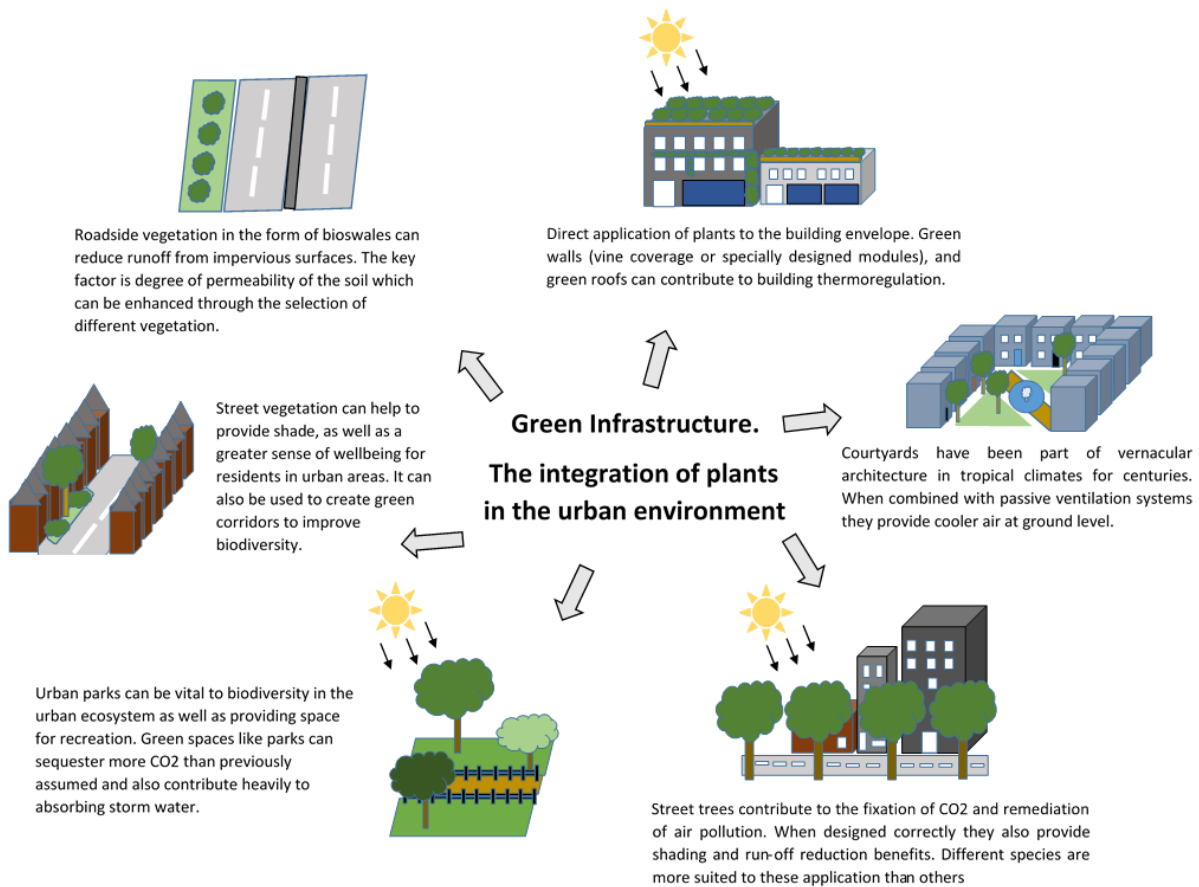 Roadside vegetation in the form of bioswales can
reduce runoff from impervious surfaces. The key
factor is degree of permeability of the soil which
can be enhanced through the selection of
different vegetation.
Direct application of plants to the building envelope. Green
walls (vine coverage or specially designed modules), and
green roofs can contribute to building thermoregulation.
Street vegetation can help to
provide shade, as well as a
greater sense of wellbeing for
residents in urban areas. It can
also be used to create green
corridors to improve
biodiversity.
Green Infrastructure.
The integration of plants
in the urban environment
Courtyards have been part of vernacular
architecture in tropical climates for centuries.
When combined with passive ventilation systems
they provide cooler air at ground level.
Urban parks can be vital to biodiversity in the
urban ecosystem as well as providing space
for recreation. Green spaces like parks can
sequester more CO2 than previously
assumed and also contribute heavily to
absorbing storm water.
Street trees contribute to the fixation of CO2 and remediation
of air pollution. When designed correctly they also provide
shading and run-off reduction benefits. Different species are
more suited to these application than others